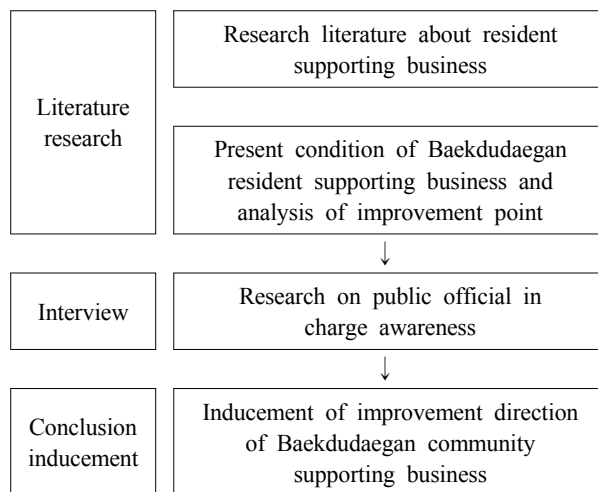 Literature
research
Research literature about resident
supporting business
Present condition of Baekdudaegan
resident supporting business and
analysis of improvement point
↓
Interview
Research on public official in
charge awareness
↓
Conclusion
inducement
Inducement of improvement direction
of Baekdudaegan community
supporting business